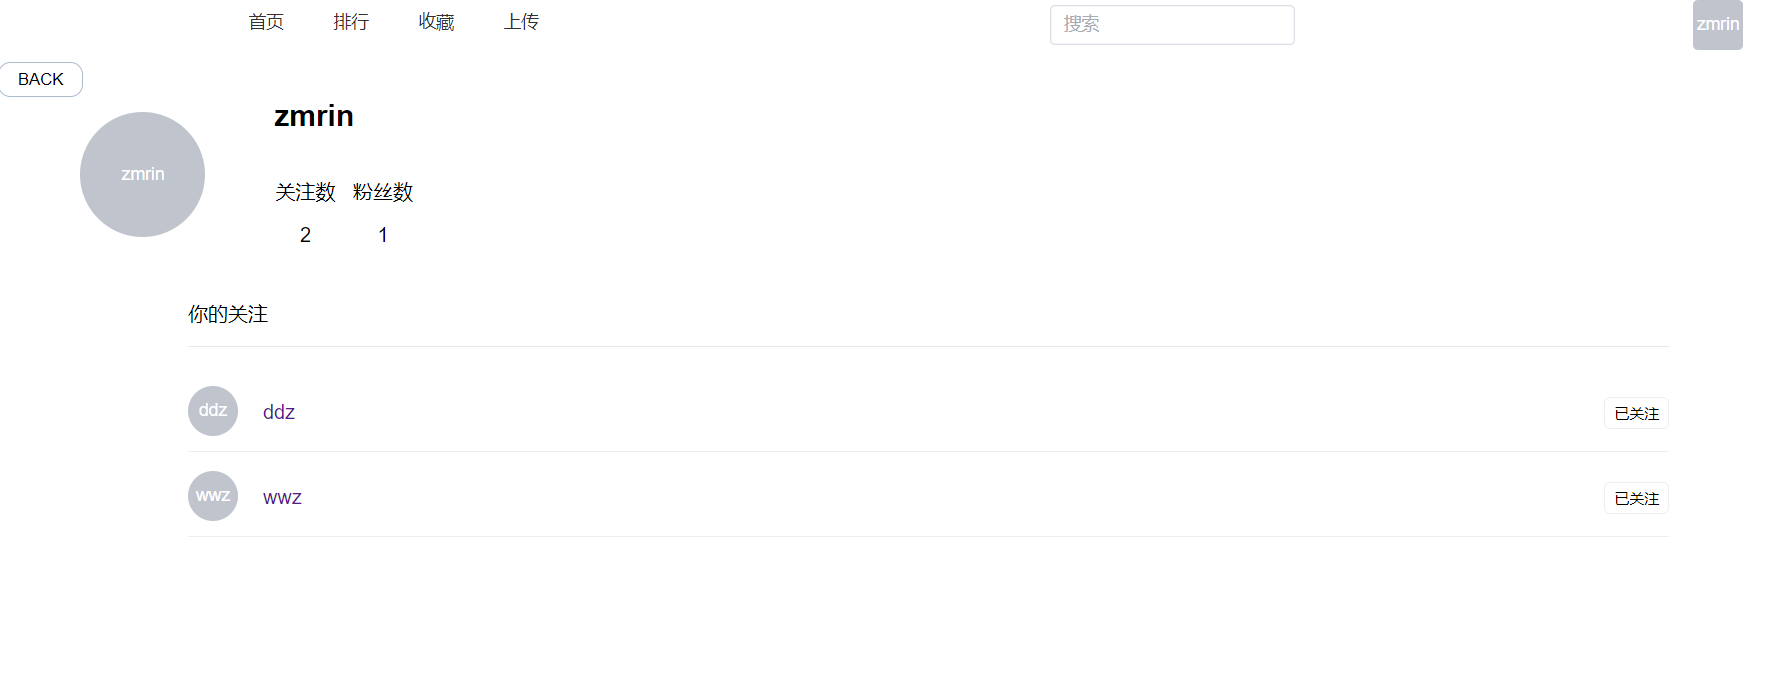 首页 排行 收藏 上传 搜索 zmrin
BACK
zmrin
zmrin
关注数 粉丝数
2 1
你的关注
ddz ddz 已关注
wwz wwz 已关注